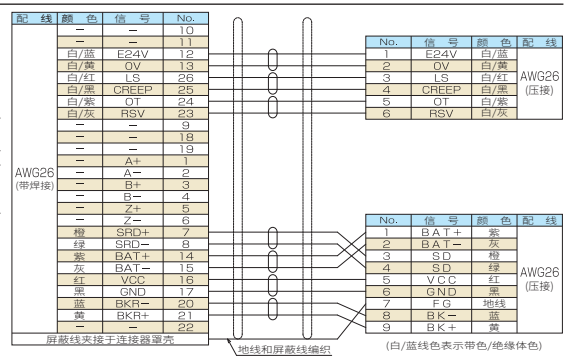 配 线 颜 色 信 号 No.
— — 10
— — 11
白/蓝 E24V 12
白/黄 0V 13
白/红 LS 26
白/黑 CREEP 25
白/紫 OT 24
白/灰 RSV 23
— — 9
— — 18
— — 19
— A+ 1
— A− 2
— B+ 3
— B− 4
— Z+ 5
— Z− 6
橙 SRD+ 7
绿 SRD− 8
紫 BAT+ 14
灰 BAT− 15
红 VCC 16
黑 GND 17
蓝 BKR− 20
黄 BKR+ 21
— — 22
AWG26
(带焊接)
屏蔽线夹接于连接器罩壳
地线和屏蔽线编织
No. 信 号 颜 色 配 线
1 E24V 白/蓝
2 0V 白/黄
3 LS 白/红
4 CREEP 白/黑
5 OT 白/紫
6 RSV 白/灰
AWG26
(压接)
No. 信 号 颜 色 配 线
1 BAT+ 紫
2 BAT− 灰
3 SD 橙
4 SD 绿
5 VCC 红
6 GND 黑
7 FG 地线
8 BK− 蓝
9 BK+ 黄
AWG26
(压接)
(白/蓝线色表示带色/绝缘体色)